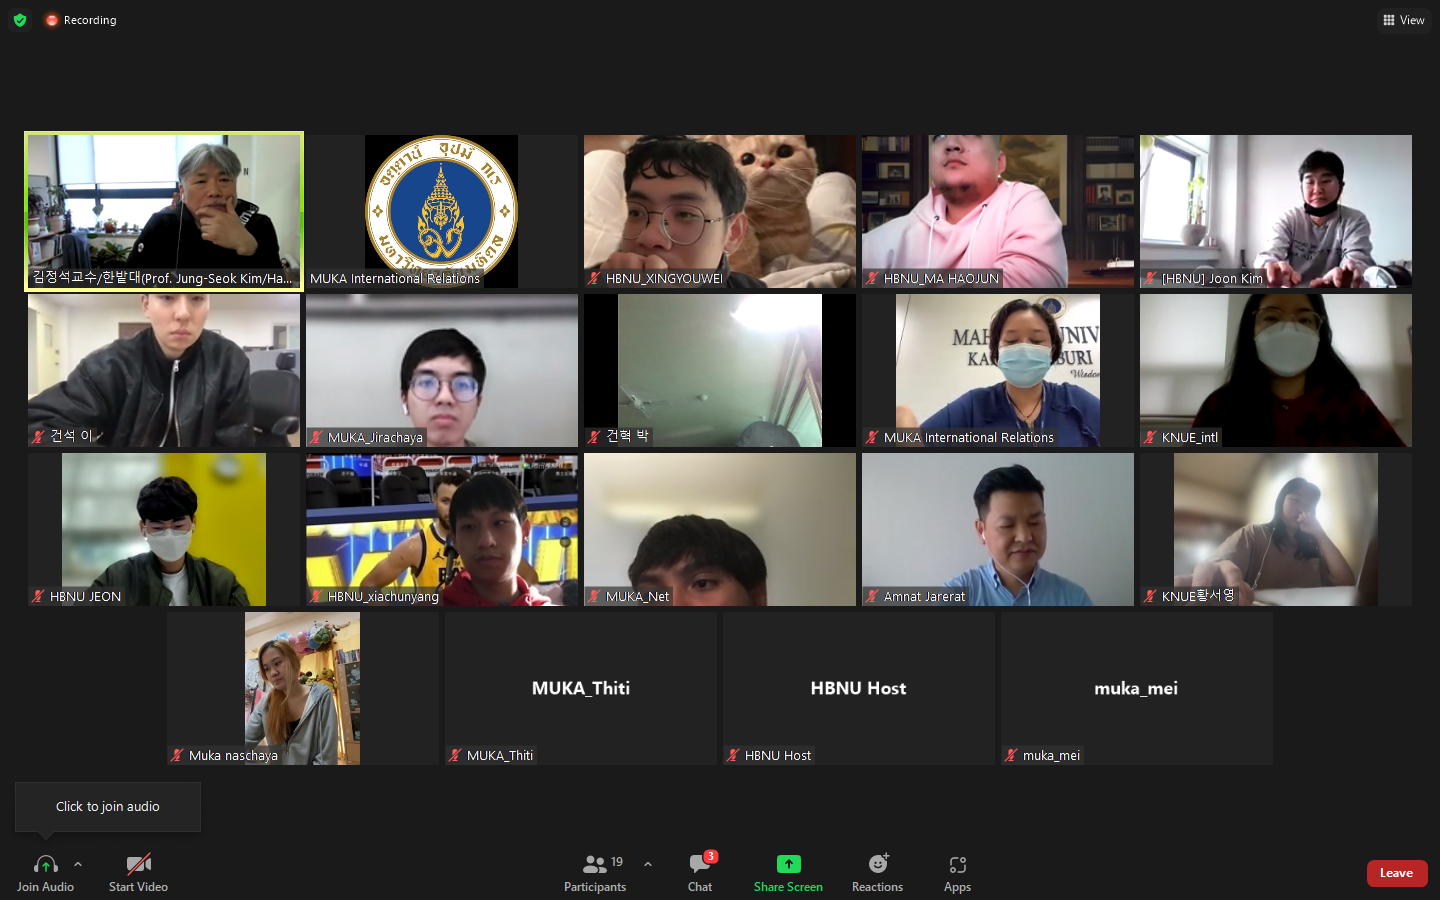 Recording
View
김정석교수/한밭대(Prof. Jung-Seok Kim/Ha...
MUKA International Relations
HBNU_XINGYOUWEI
HBNU_MA HAOJUN
[HBNU] Joon Kim
건석 이
MUKA_Jirachaya
건혁 박
MUKA International Relations
KNUE_intl
HBNU JEON
HBNU_xiachunyang
MUKA_Net
Amnat Jarerat
KNUE황서영
Muka naschaya
MUKA_Thiti
MUKA_Thiti
HBNU Host
HBNU Host
muka_mei
muka_mei
Click to join audio
Join Audio
Start Video
19
Participants
3
Chat
Share Screen
Reactions
Apps
Leave